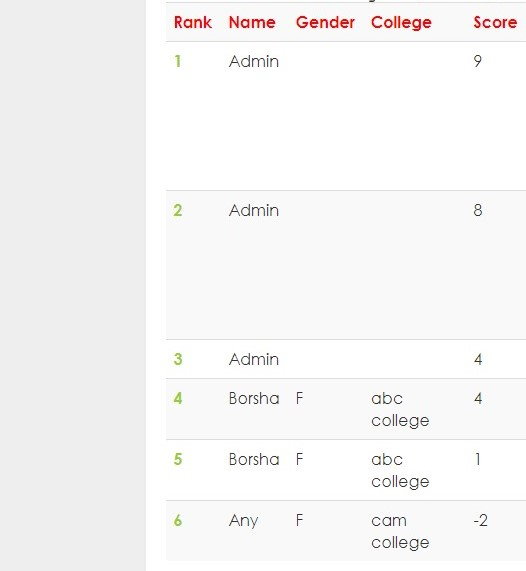 Rank Name Gender College Score
1 Admin 9
2 Admin 8
3 Admin 4
4 Borsha F abc college 4
5 Borsha F abc college 1
6 Any F cam college -2